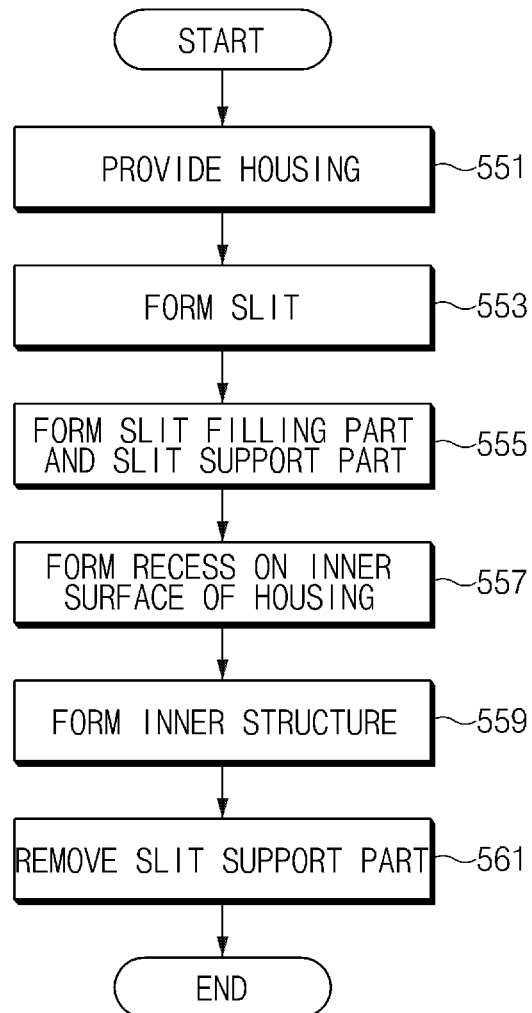 START
PROVIDE HOUSING
551
FORM SLIT
553
FORM SLIT FILLING PART
AND SLIT SUPPORT PART
555
FORM RECESS ON INNER
SURFACE OF HOUSING
557
FORM INNER STRUCTURE
559
REMOVE SLIT SUPPORT PART
561
END